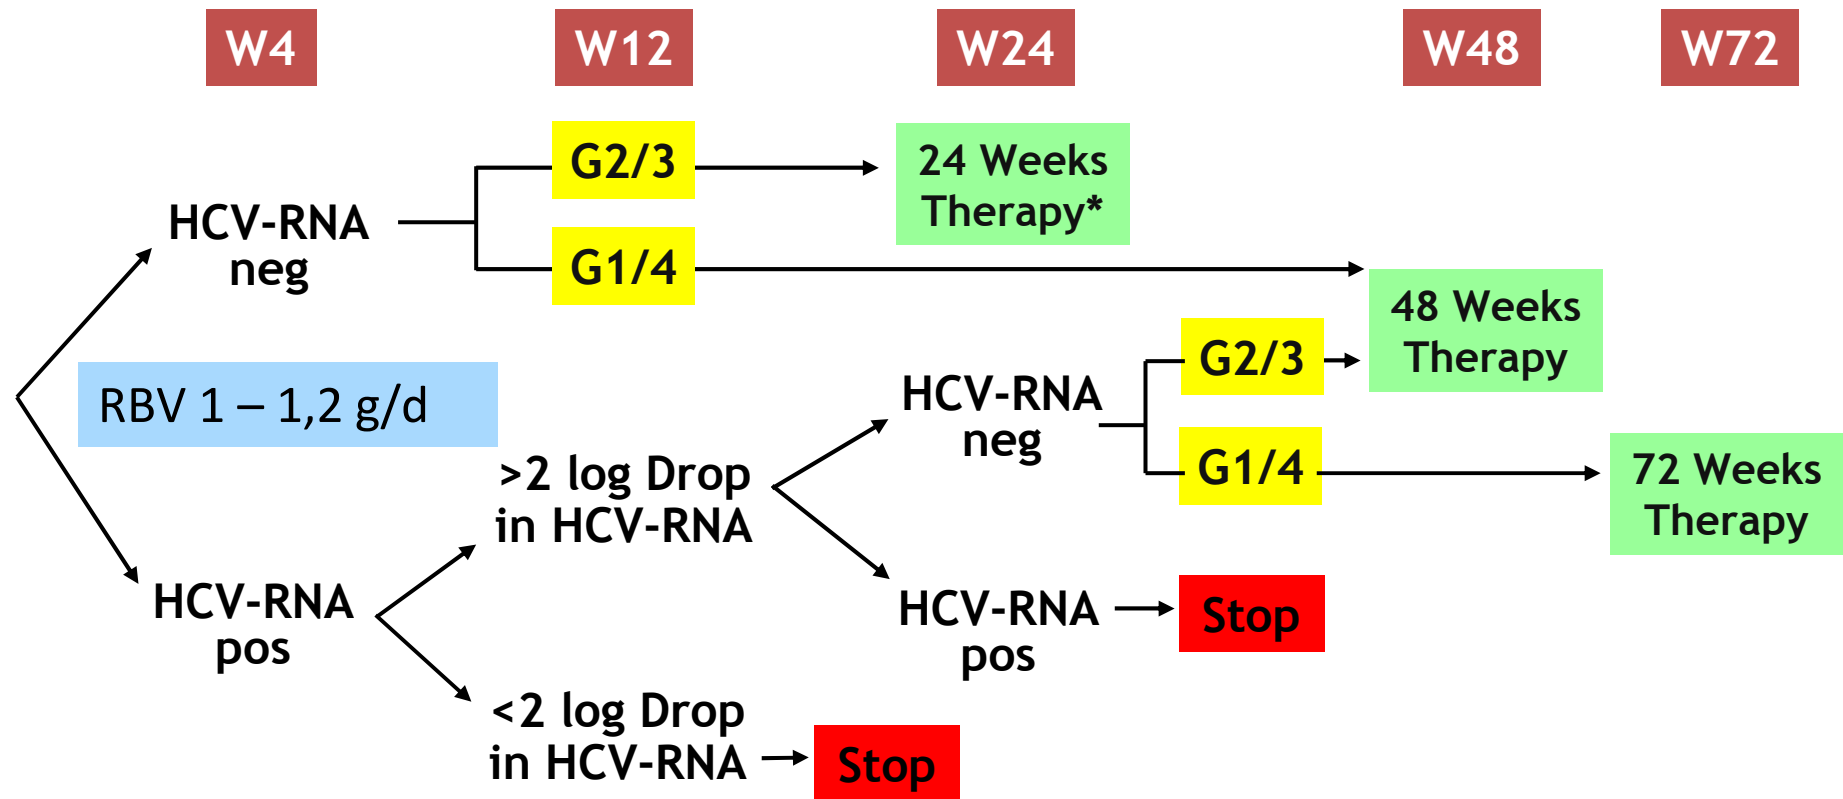 W4
W12
W24
W48
W72
G2/3
24 Weeks
Therapy*
HCV-RNA
neg
G1/4
48 Weeks
Therapy
G2/3
RBV 1 – 1,2 g/d
HCV-RNA
neg
G1/4
72 Weeks
Therapy
>2 log Drop
in HCV-RNA
HCV-RNA
pos
HCV-RNA
pos
Stop
<2 log Drop
in HCV-RNA
Stop